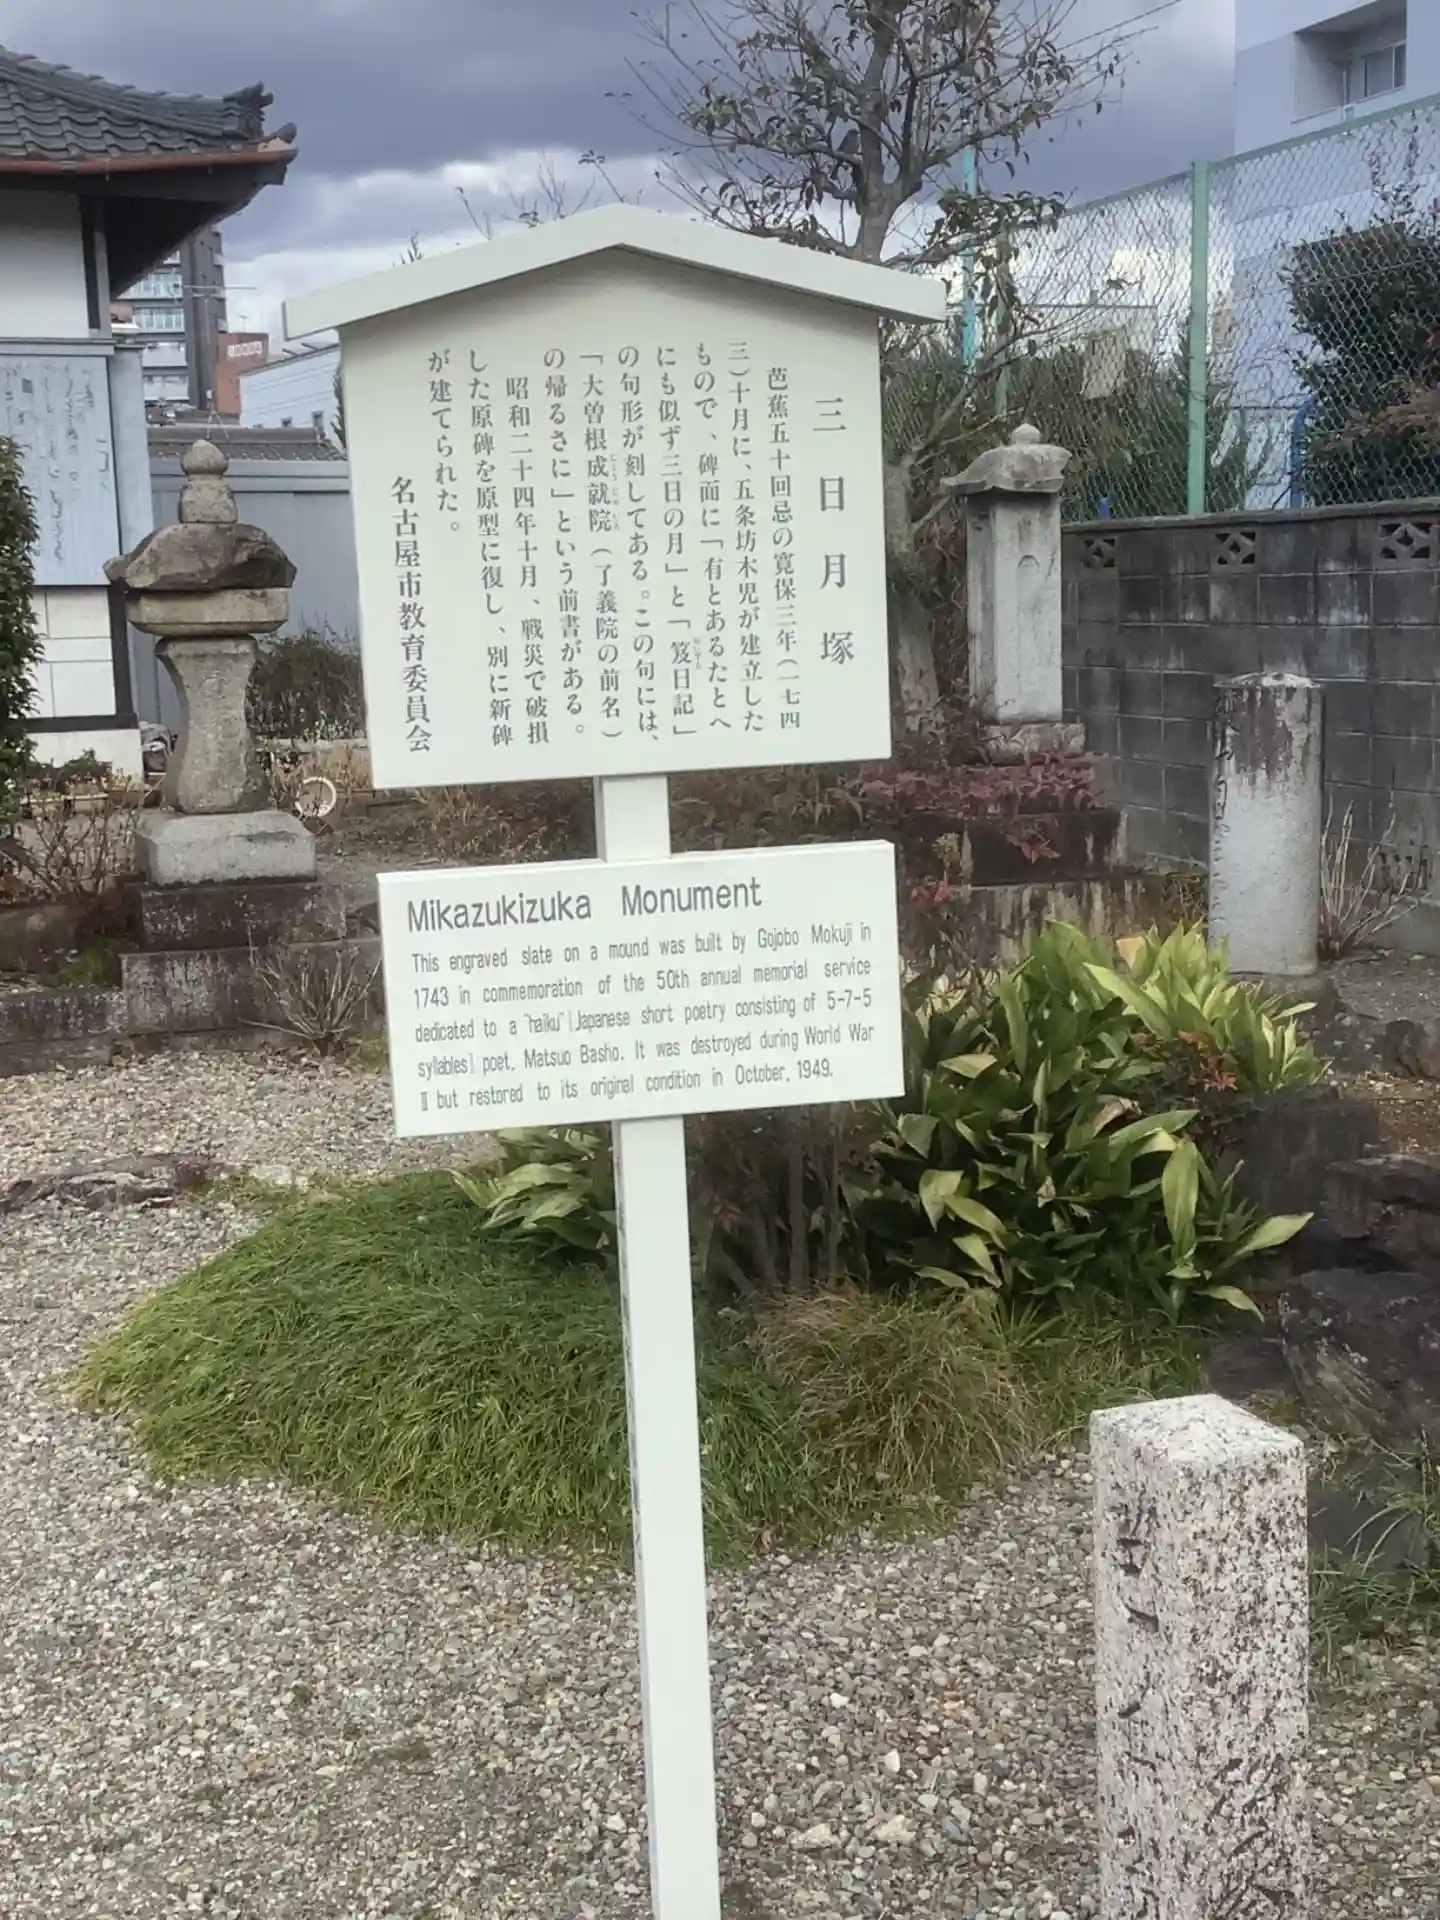 三日月塚
芭蕉五十回忌の寛保三年(一七四
三)十月に、五条坊木児が建立した
もので、碑面に「有とあるたとへ
にも似ず三日の月」と「笈日記」
の句形が刻してある。この句には、
「大曽根成就院(了義院の前名)
の帰るさに」という前書がある。
昭和二十四年十月、戦災で破損
した原碑を原型に復し、別に新碑
が建てられた。
名古屋市教育委員会
Mikazukizuka Monument
This engraved slate on a mound was built by Gojobo Mokuji in
1743 in commemoration of the 50th annual memorial service
dedicated to a "haiku" [Japanese short poetry consisting of 5-7-5
syllables] poet, Matsuo Basho. It was destroyed during World War
II but restored to its original condition in October, 1949.